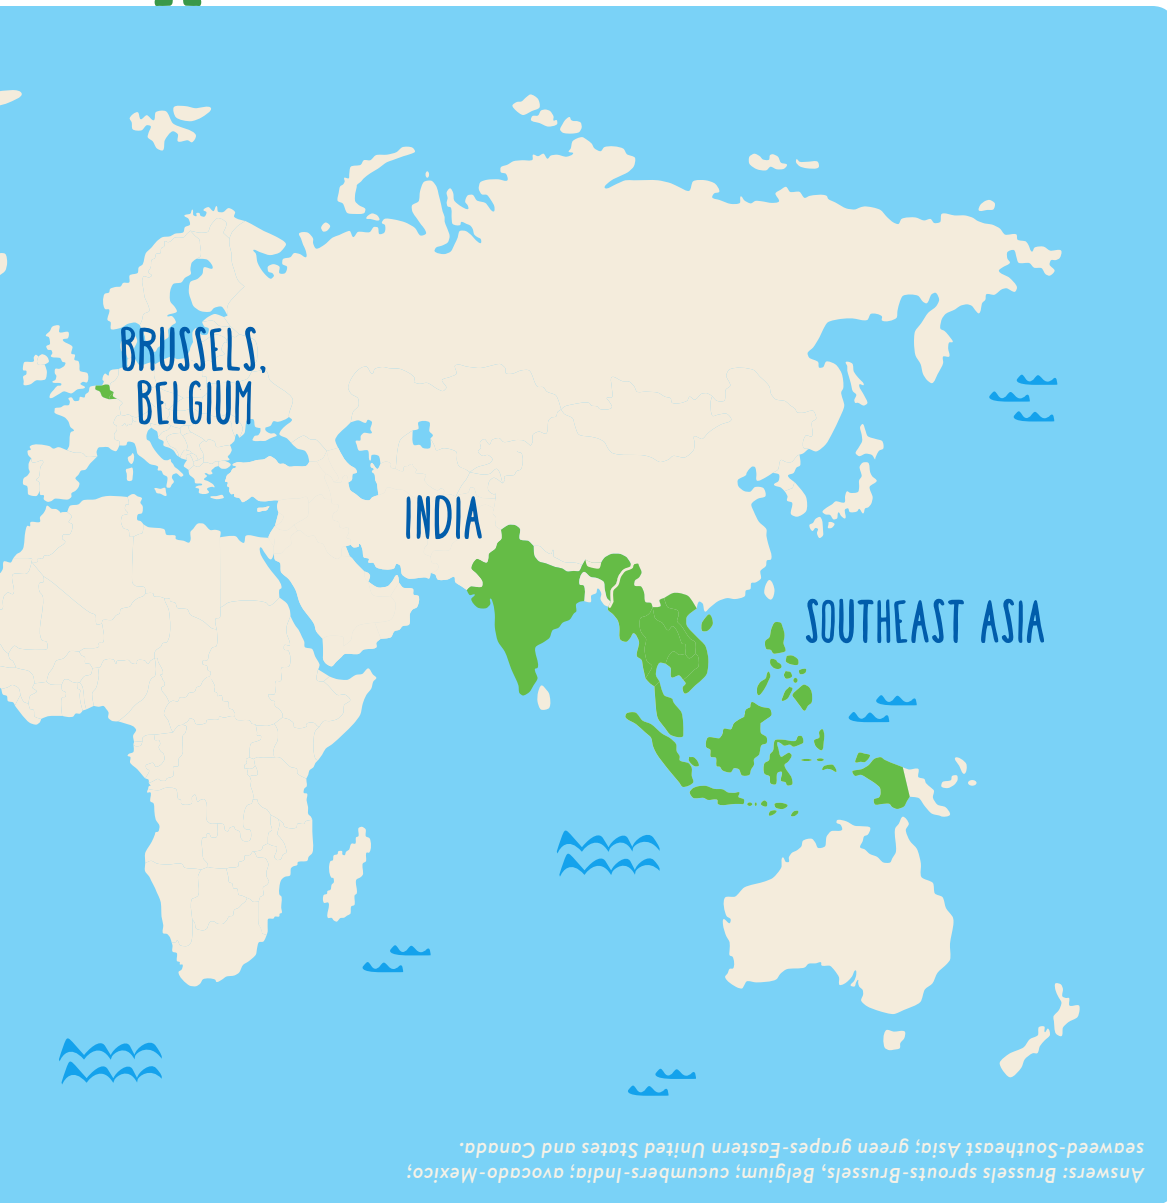 BRUSSELS,
BELGIUM
INDIA
SOUTHEAST ASIA
Answers: Brussels sprouts-Brussels, Belgium; cucumbers-India; avocado-Mexico;
seaweed-Southeast Asia; green grapes-Eastern United States and Canada.